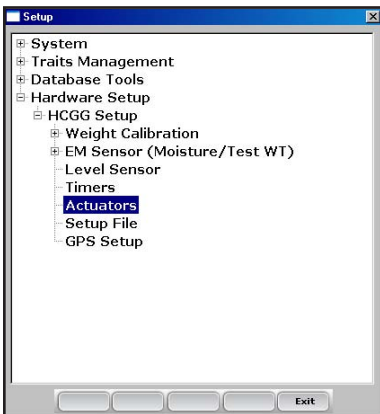 Setup
System
Traits Management
Database Tools
Hardware Setup
HCGG Setup
Weight Calibration
EM Sensor (Moisture/Test WT)
Level Sensor
Timers
Actuators
Setup File
GPS Setup
Exit